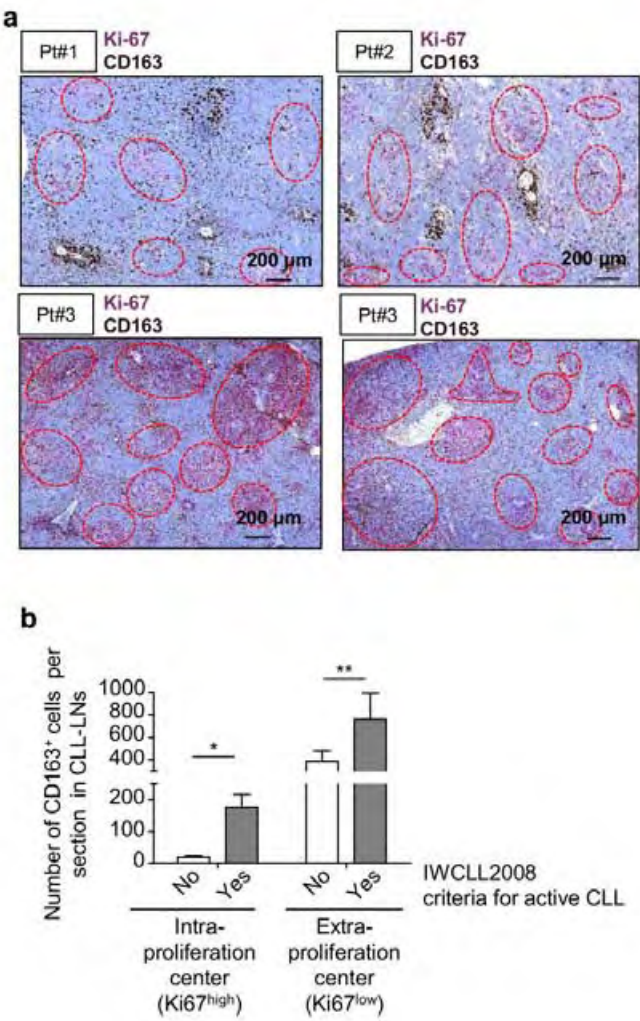 a
Pt#1 Ki-67
CD163
Pt#2 Ki-67
CD163
200 µm
200 µm
Pt#3 Ki-67
CD163
Pt#3 Ki-67
CD163
200 µm
200 µm
b
Number of CD163⁺ cells per
section in CLL-LNs
1000
800
600
400
200
100
0
*
**
No
Yes
No
Yes
IWCLL2008
criteria for active CLL
Intra-
proliferation
center
(Ki67ʰⁱᵍʰ)
Extra-
proliferation
center
(Ki67ˡᵒʷ)